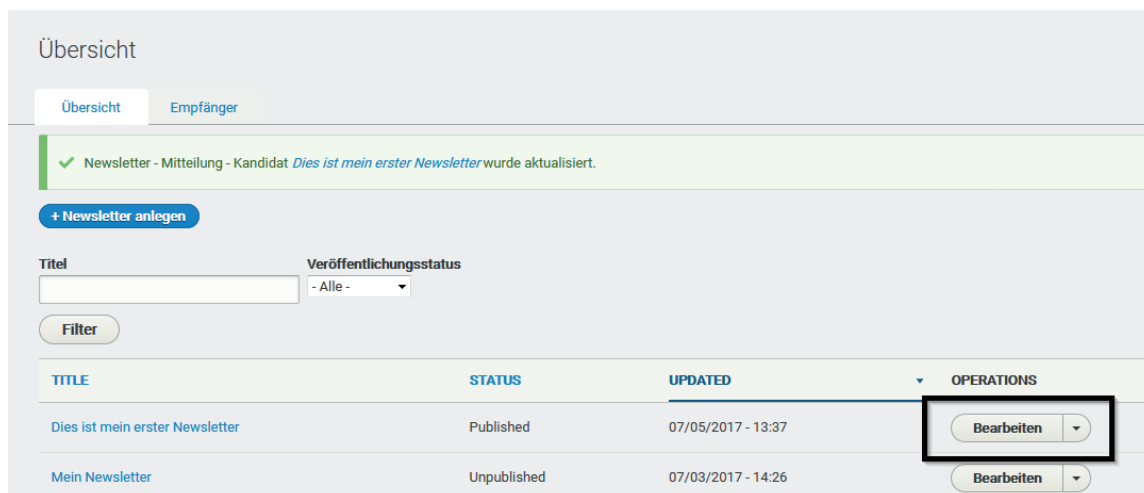 Übersicht
Übersicht Empfänger
Newsletter - Mitteilung - Kandidat Dies ist mein erster Newsletter wurde aktualisiert.
+ Newsletter anlegen
Titel Veröffentlichungsstatus
- Alle -
Filter
TITLE STATUS UPDATED OPERATIONS
Dies ist mein erster Newsletter Published 07/05/2017 - 13:37 Bearbeiten
Mein Newsletter Unpublished 07/03/2017 - 14:26 Bearbeiten